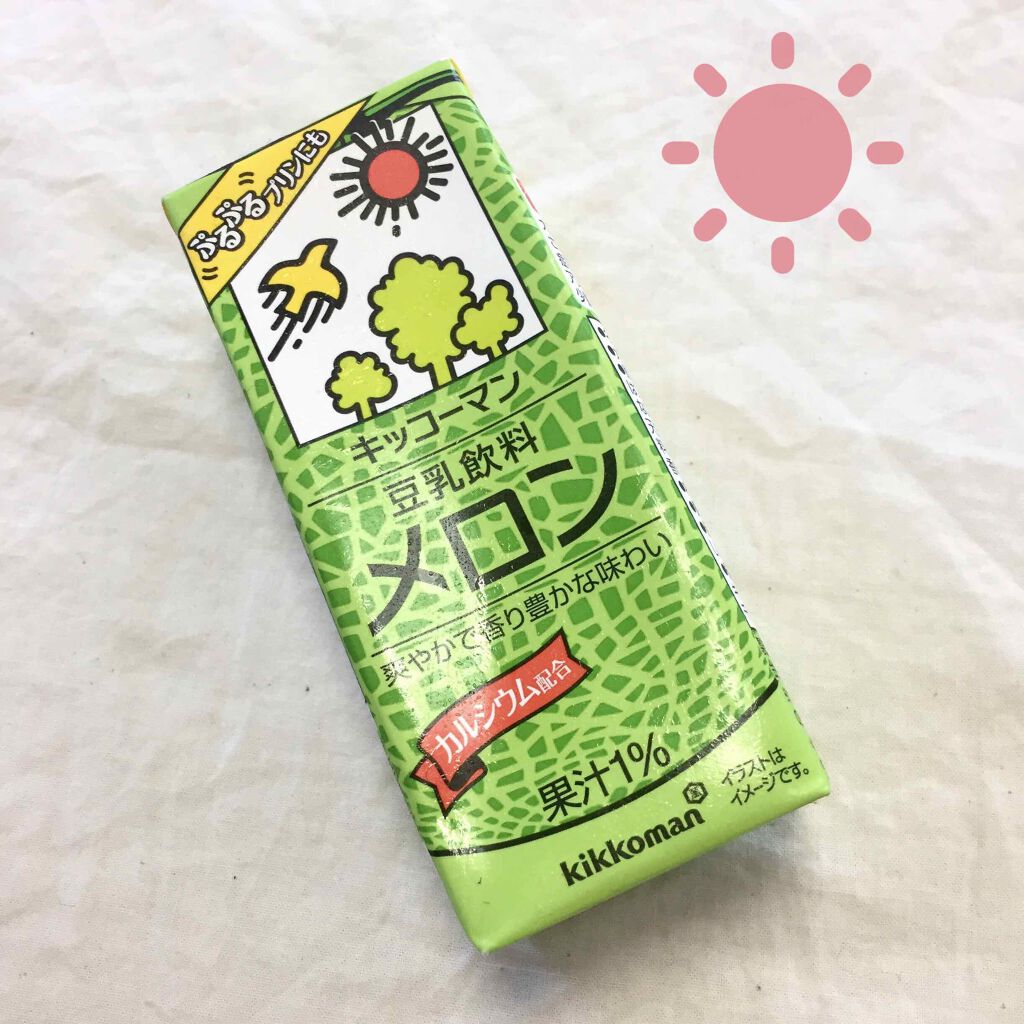 ぷるぷるプリンにも
キッコーマン
豆乳飲料
メロン
爽やかで香り豊かな味わい
カルシウム配合
果汁1%
イラストは
イメージです。
kikkoman